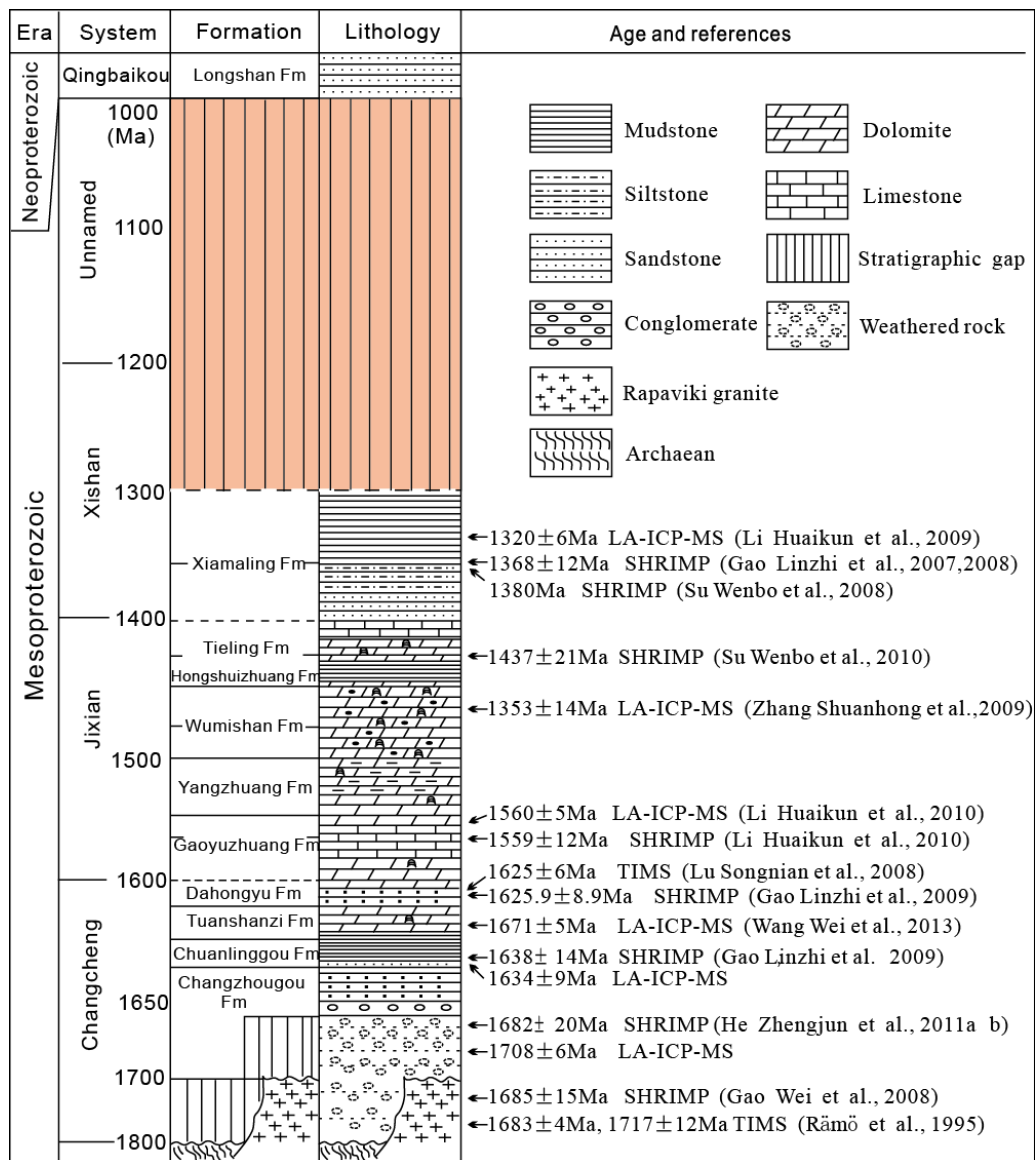 Era System Formation Lithology Age and references
Neoproterozoic
Qingbaikou Longshan Fm
1000
(Ma)
Unnamed
1100
1200
Mesoproterozoic
Xishan
1300
Xiamaling Fm
1400
Jixian
Tieling Fm
Hongshuizhuang Fm
Wumishan Fm
1500
Yangzhuang Fm
Gaoyuzhuang Fm
1600
Changcheng
Dahongyu Fm
Tuanshanzi Fm
Chuanlinggou Fm
Changzhougou
Fm
1650
1700
1800
Mudstone
Dolomite
Siltstone
Limestone
Sandstone
Stratigraphic gap
Conglomerate
Weathered rock
Rapaviki granite
Archaean
1320±6Ma LA-ICP-MS (Li Huaikun et al., 2009)
1368±12Ma SHRIMP (Gao Linzhi et al., 2007,2008)
1380Ma SHRIMP (Su Wenbo et al., 2008)
1437±21Ma SHRIMP (Su Wenbo et al., 2010)
1353±14Ma LA-ICP-MS (Zhang Shuanhong et al.,2009)
1560±5Ma LA-ICP-MS (Li Huaikun et al., 2010)
1559±12Ma SHRIMP (Li Huaikun et al., 2010)
1625±6Ma TIMS (Lu Songnian et al., 2008)
1625.9±8.9Ma SHRIMP (Gao Linzhi et al., 2009)
1671±5Ma LA-ICP-MS (Wang Wei et al., 2013)
1638±14Ma SHRIMP (Gao Linzhi et al. 2009)
1634±9Ma LA-ICP-MS
1682± 20Ma SHRIMP(He Zhengjun et al., 2011a b)
1708±6Ma LA-ICP-MS
1685±15Ma SHRIMP (Gao Wei et al., 2008)
1683±4Ma, 1717±12Ma TIMS (Rämö et al., 1995)